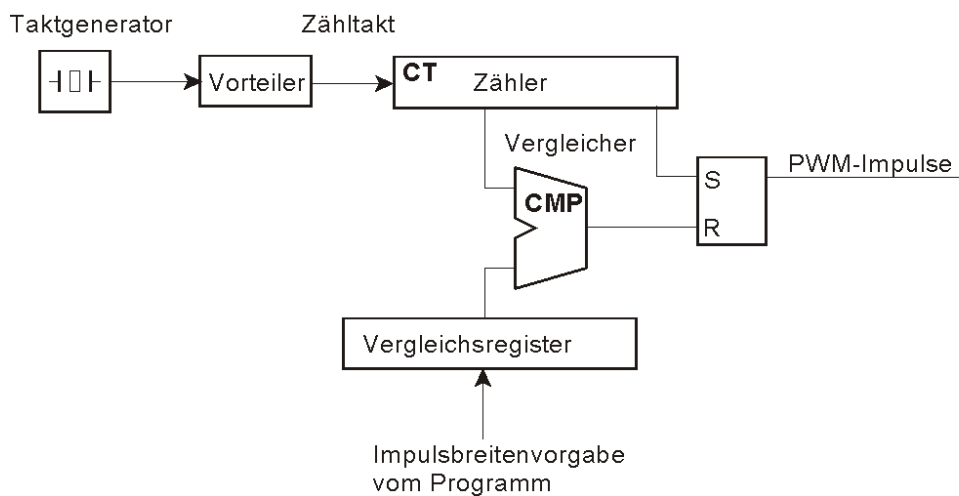 Taktgenerator
Zähltakt
Vorteiler
CT
Zähler
Vergleicher
PWM-Impulse
S
CMP
R
Vergleichsregister
Impulsbreitenvorgabe
vom Programm